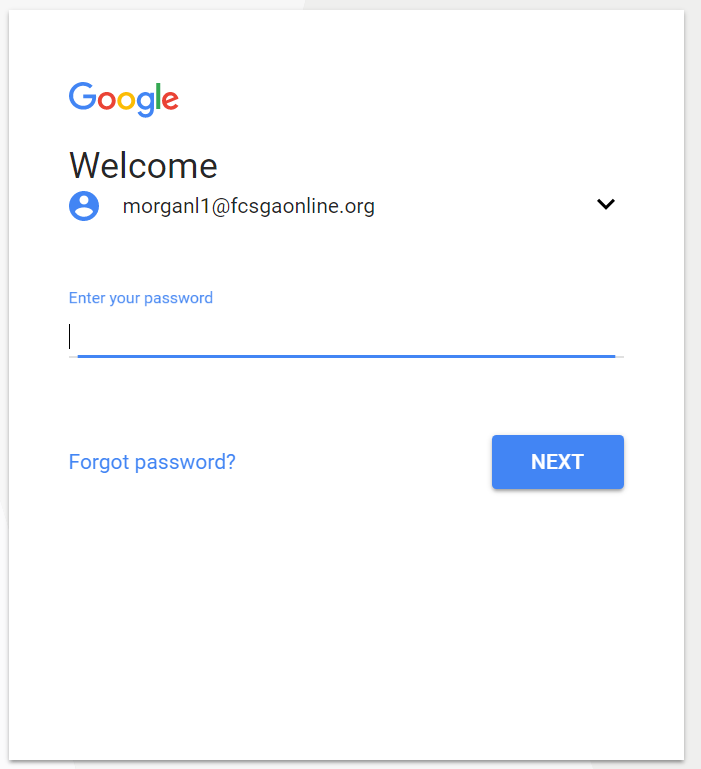 Google
Welcome
morganl1@fcsgaonline.org
Enter your password
Forgot password?
NEXT